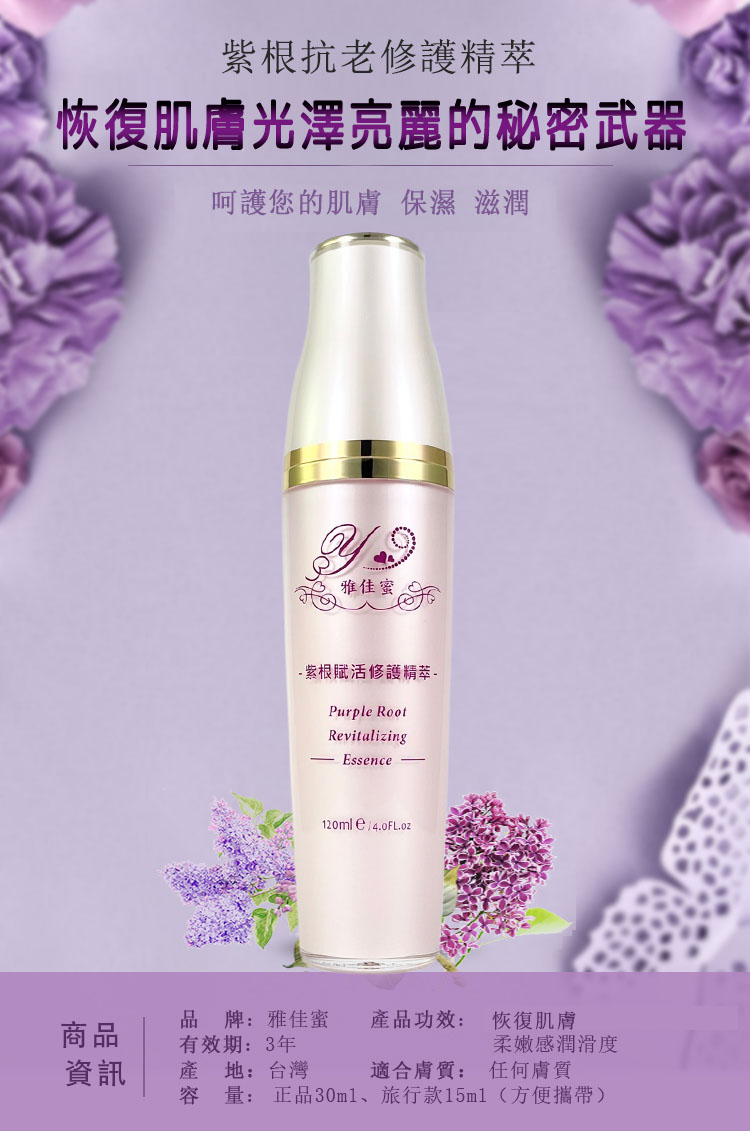 紫根抗老修護精萃
恢復肌膚光澤亮麗的秘密武器
呵護您的肌膚 保濕 滋潤
y
雅佳蜜
-紫根賦活修護精萃-
Purple Root
Revitalizing
Essence
120ml e/4.0FL.oz
商品
資訊
品 牌：雅佳蜜
有效期：3年
產 地：台灣
容 量：正品30ml、旅行款15ml（方便攜帶）
產品功效： 恢復肌膚
柔嫩感潤滑度
適合膚質：任何膚質